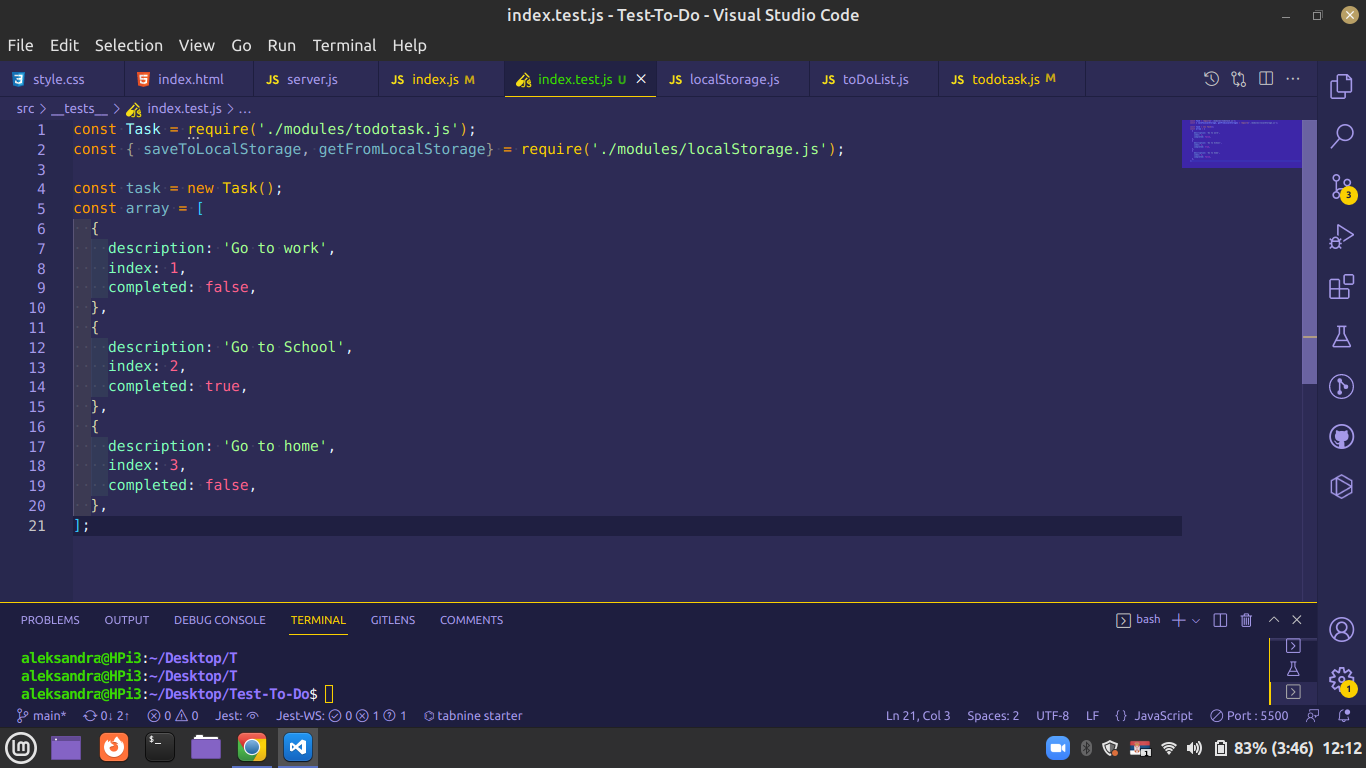 index.test.js - Test-To-Do - Visual Studio Code
File Edit Selection View Go Run Terminal Help
style.css index.html JS server.js JS index.js M index.test.js U JS localStorage.js JS toDoList.js JS todotask.js M
src > __tests__ > index.test.js > ...
1 const Task = require('./modules/todotask.js');
2 const { saveToLocalStorage, getFromLocalStorage} = require('./modules/localStorage.js');
3
4 const task = new Task();
5 const array = [
6 {
7 description: 'Go to work',
8 index: 1,
9 completed: false,
10 },
11 {
12 description: 'Go to School',
13 index: 2,
14 completed: true,
15 },
16 {
17 description: 'Go to home',
18 index: 3,
19 completed: false,
20 },
21 ];
3
PROBLEMS OUTPUT DEBUG CONSOLE TERMINAL GITLENS COMMENTS bash
aleksandra@HPi3:~/Desktop/T
aleksandra@HPi3:~/Desktop/T
aleksandra@HPi3:~/Desktop/Test-To-Do$
1
main* 0↓ 2↑ 0 0 Jest: Jest-WS: 0 1 1 tabnine starter Ln 21, Col 3 Spaces: 2 UTF-8 LF {} JavaScript Port : 5500
83% (3:46) 12:12